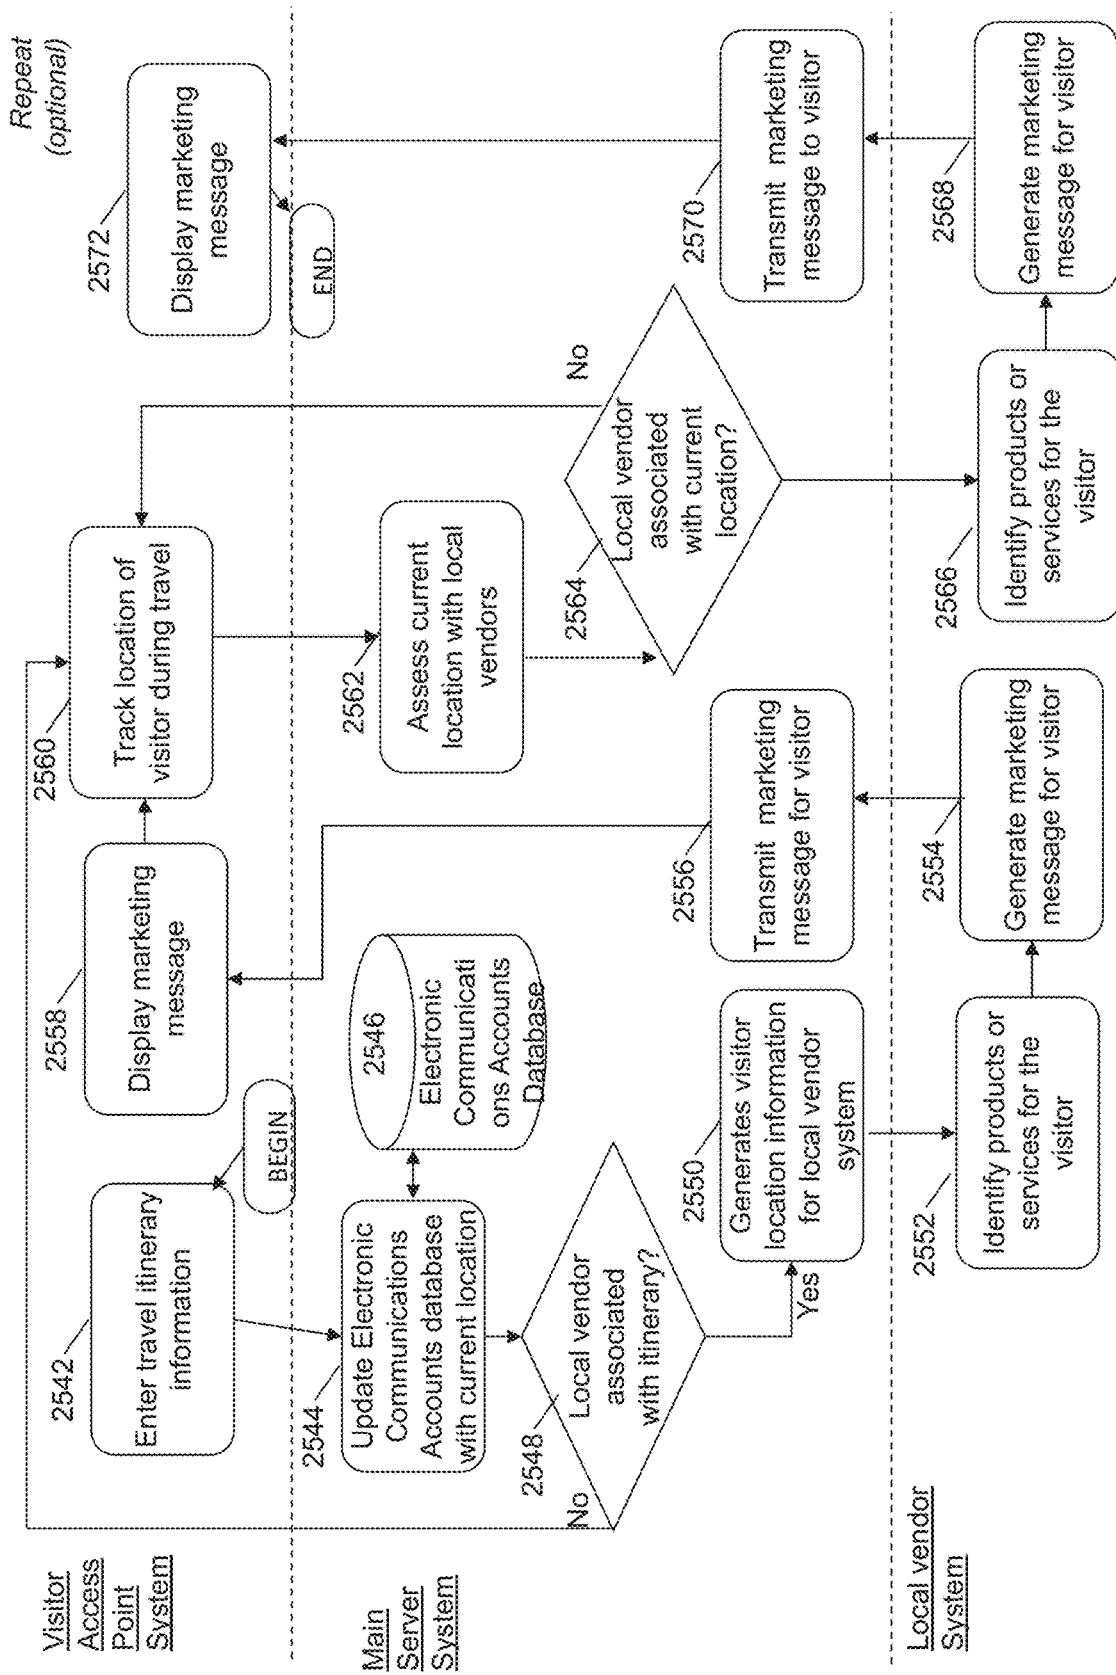 Visitor
Access
Point
System
2542
Enter travel itinerary
information
BEGIN
2558
Display marketing
message
2560
Track location of
visitor during travel
2572
Display marketing
message
END
Repeat
(optional)
Main
Server
System
2544
Update Electronic
Communications
Accounts database
with current location
2546
Electronic
Communicati
ons Accounts
Database
2548
Local vendor
associated
with itinerary?
No
Yes
2550
Generates visitor
location information
for local vendor
system
2556
Transmit marketing
message for visitor
2562
Assess current
location with local
vendors
2564
Local vendor
associated
with current
location?
No
2570
Transmit marketing
message to visitor
Local vendor
System
2552
Identify products or
services for the
visitor
2554
Generate marketing
message for visitor
2566
Identify products or
services for the
visitor
2568
Generate marketing
message for visitor